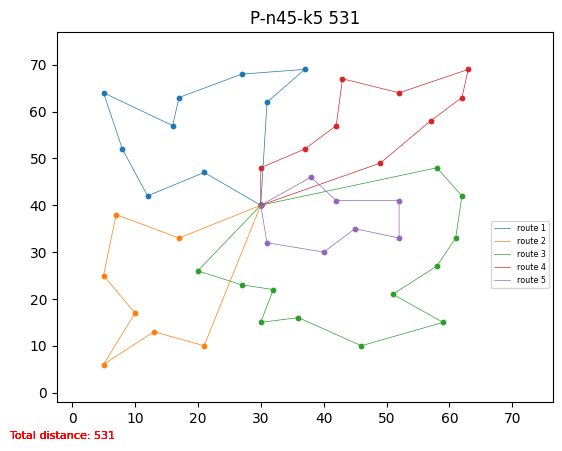 P-n45-k5 531
70
60
50
40
30
20
10
0
route 1
route 2
route 3
route 4
route 5
0 10 20 30 40 50 60 70
Total distance: 531